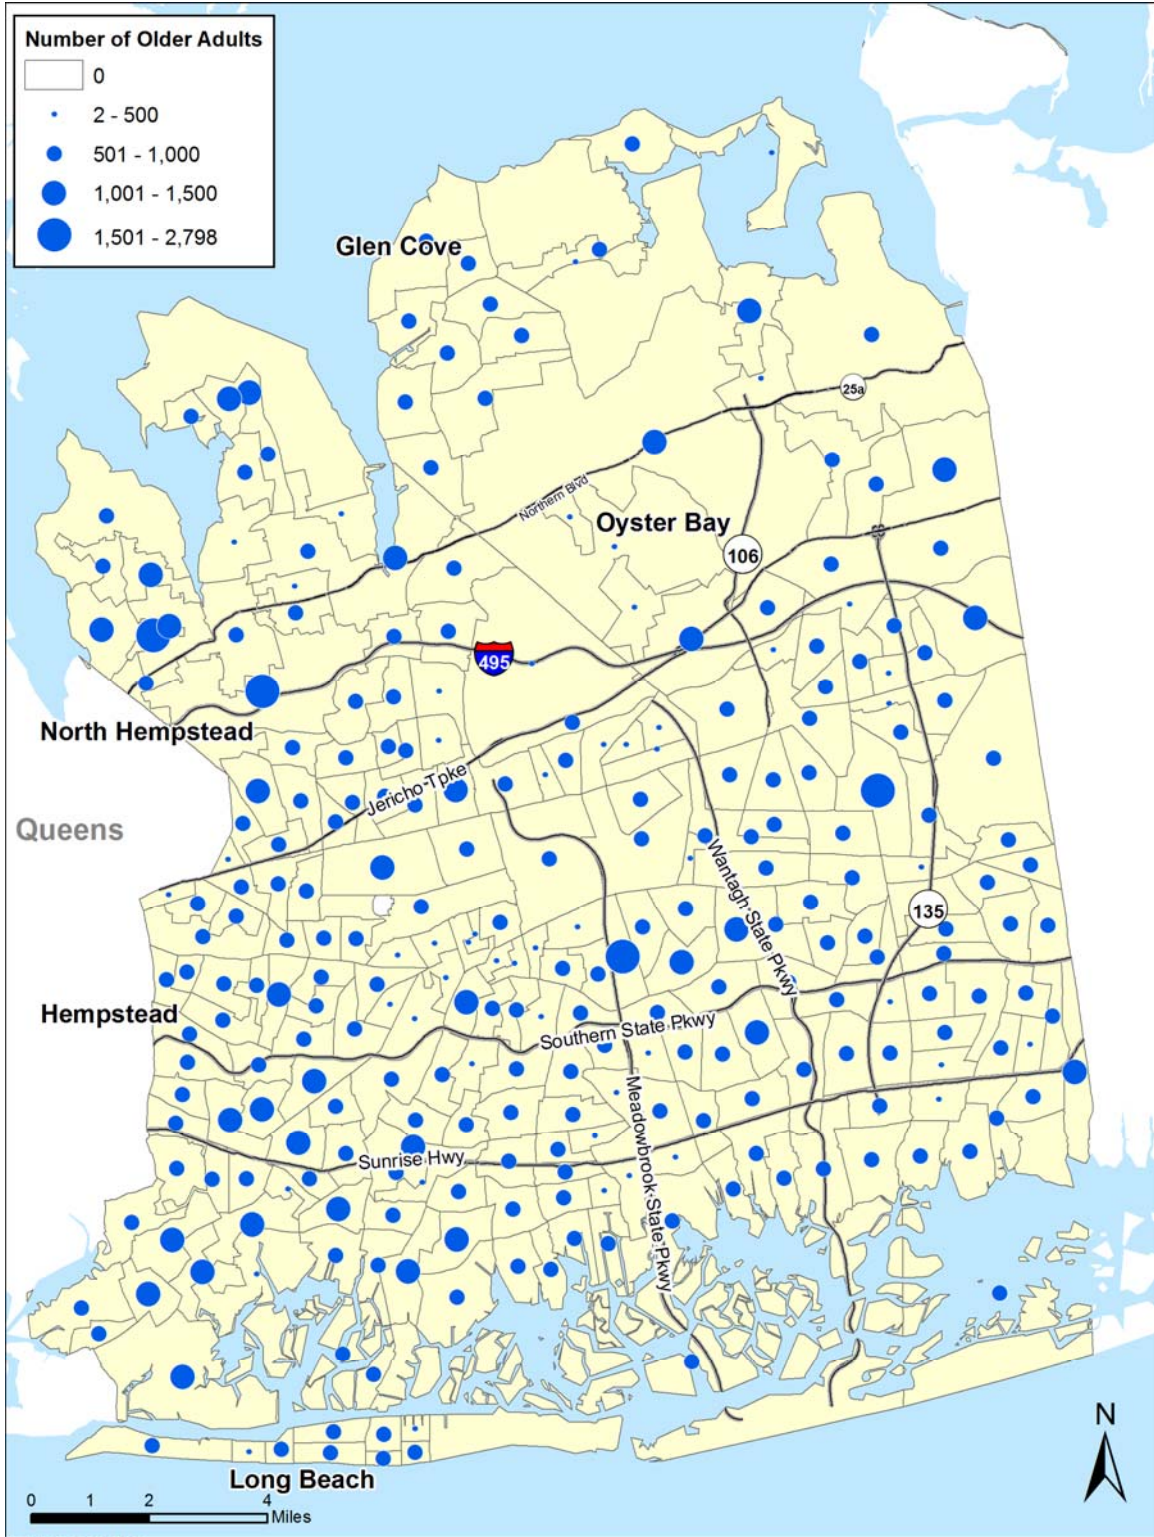 Number of Older Adults
0
2 - 500
501 - 1,000
1,001 - 1,500
1,501 - 2,798
Glen Cove
25a
Northern Blvd
Oyster Bay
106
495
North Hempstead
Jericho Tpke
Queens
Wantagh State Pkwy
135
Hempstead
Southern State Pkwy
Meadowbrook State Pkwy
Sunrise Hwy
N
Long Beach
0 1 2 4
Miles